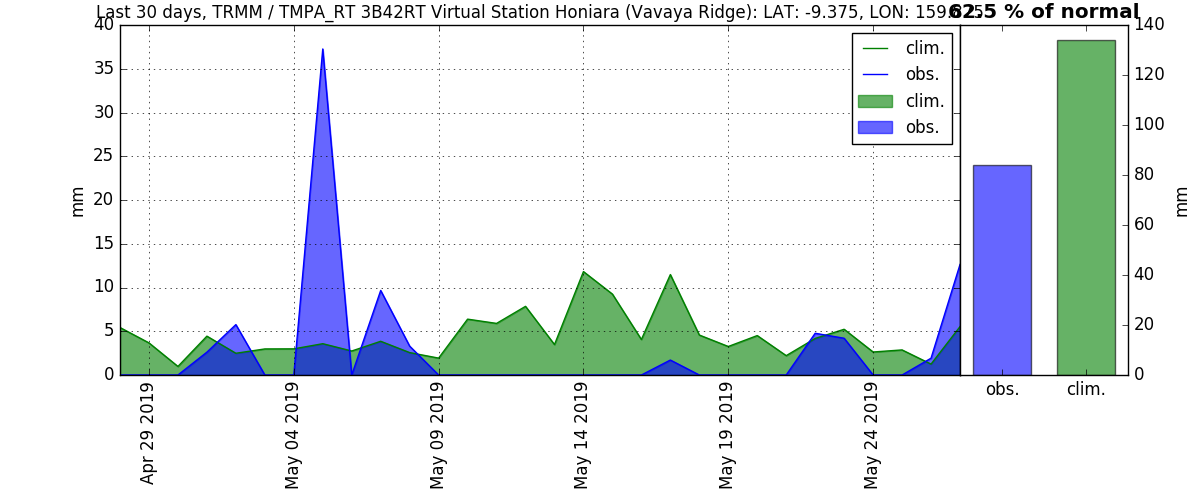 Last 30 days, TRMM / TMPA_RT 3B42RT Virtual Station Honiara (Vavaya Ridge): LAT: -9.375, LON:
62.5 % of normal
40
35
30
25
20
15
10
5
0
mm
clim.
obs.
clim.
obs.
Apr 29 2019
May 04 2019
May 09 2019
May 14 2019
May 19 2019
May 24 2019
140
120
100
80
60
40
20
0
mm
obs.
clim.